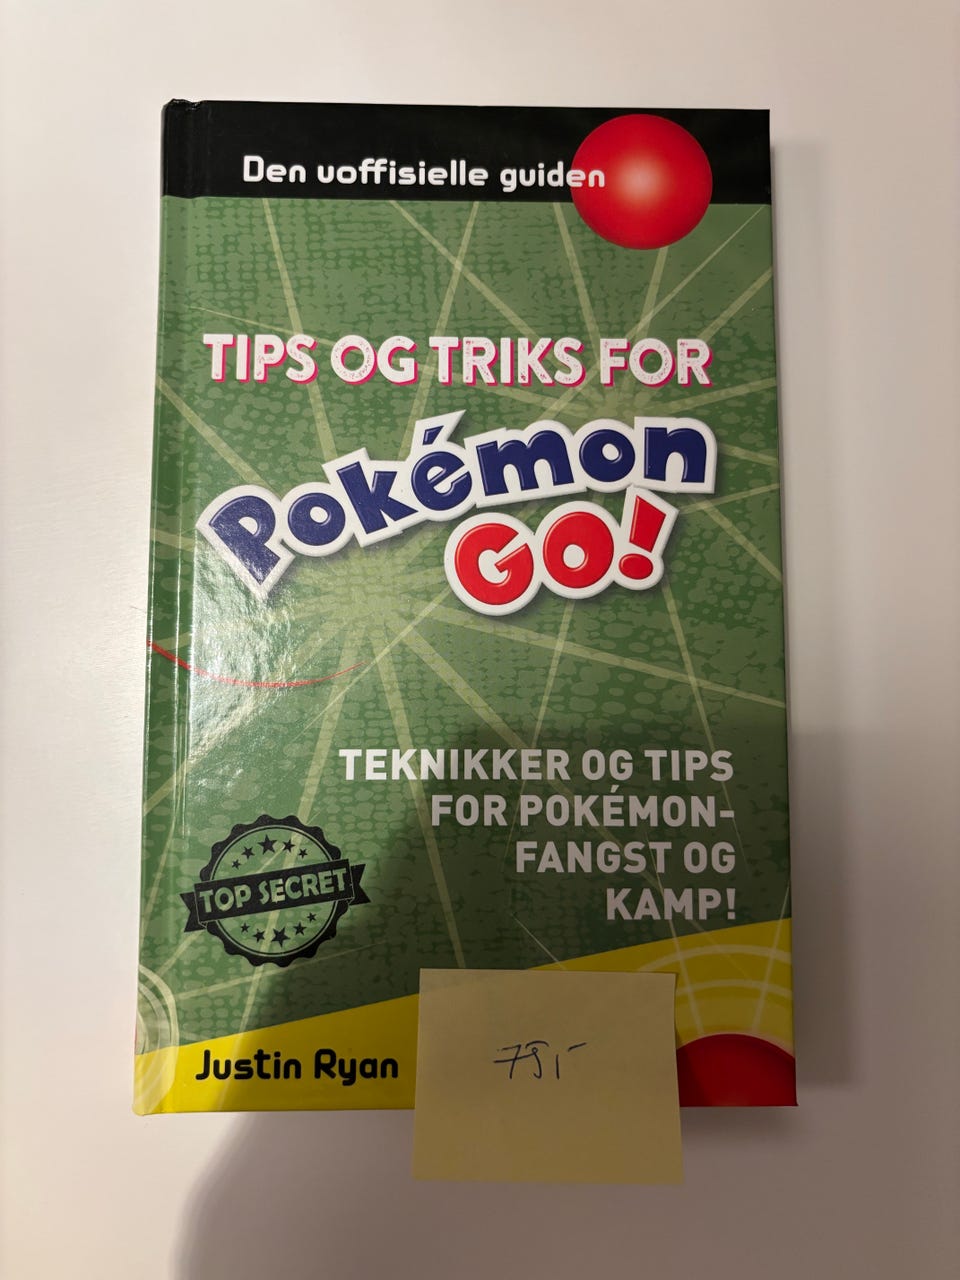 Den uoffisielle guiden
TIPS OG TRIKS FOR
Pokémon
GO!
TEKNIKKER OG TIPS
FOR POKÉMON-
FANGST OG
KAMP!
TOP SECRET
Justin Ryan
75,-